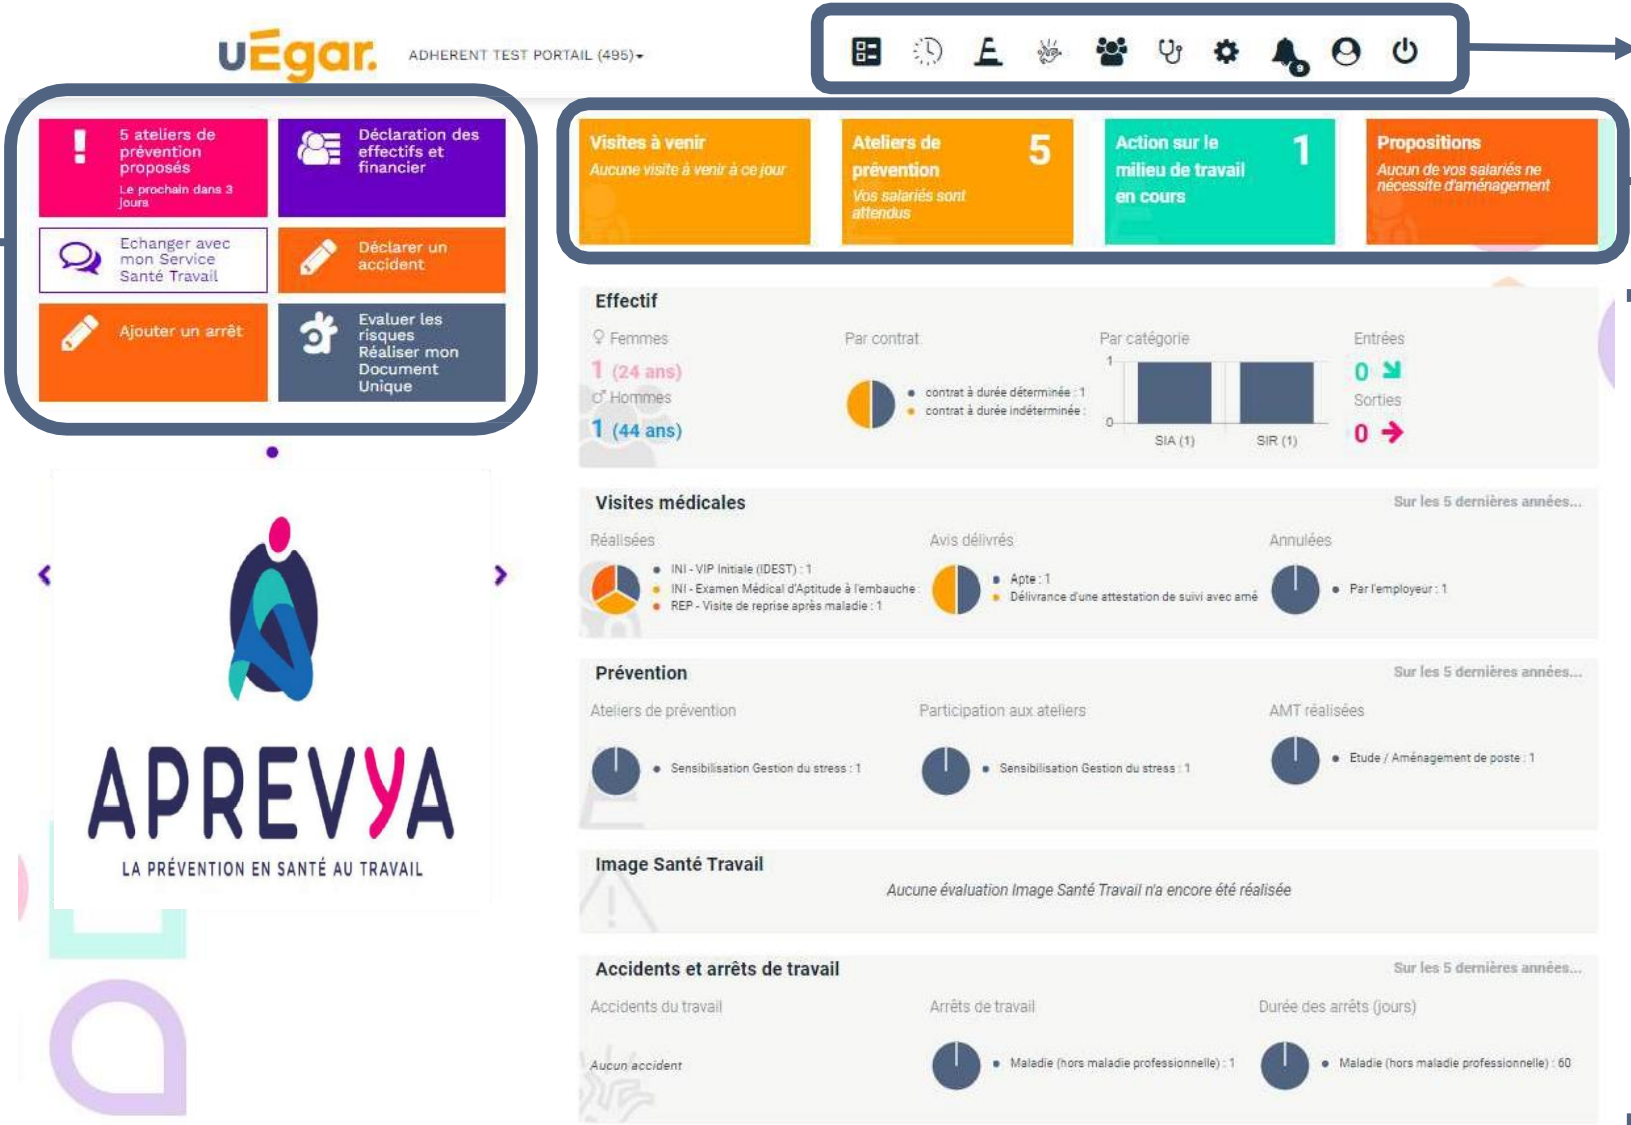 uÉgar.
ADHERENT TEST PORTAIL (495)
9
5 ateliers de
prévention
proposés
Le prochain dans 3
jours
Déclaration des
effectifs et
financier
Echanger avec
mon Service
Santé Travail
Déclarer un
accident
Ajouter un arrêt
Evaluer les
risques
Réaliser mon
Document
Unique
Visites à venir
Aucune visite à venir à ce jour
Ateliers de
prévention
5
Vos salariés sont
attendus
Action sur le
milieu de travail
en cours
1
Propositions
Aucun de vos salariés ne
nécessite d'aménagement
APREVYA
LA PRÉVENTION EN SANTÉ AU TRAVAIL
Effectif
Femmes
1 (24 ans)
Hommes
1 (44 ans)
Par contrat
contrat à durée déterminée : 1
contrat à durée indéterminée :
Par catégorie
1
0
SIA (1)
SIR (1)
Entrées
0
Sorties
0
Visites médicales
Sur les 5 dernières années...
Réalisées
INI - VIP Initiale (IDEST) : 1
INI - Examen Médical d'Aptitude à l'embauche :
REP - Visite de reprise après maladie : 1
Avis délivrés
Apte : 1
Délivrance d'une attestation de suivi avec amé
Annulées
Par l'employeur : 1
Prévention
Sur les 5 dernières années...
Ateliers de prévention
Sensibilisation Gestion du stress : 1
Participation aux ateliers
Sensibilisation Gestion du stress : 1
AMT réalisées
Etude / Aménagement de poste : 1
Image Santé Travail
Aucune évaluation Image Santé Travail n'a encore été réalisée
Accidents et arrêts de travail
Sur les 5 dernières années...
Accidents du travail
Aucun accident
Arrêts de travail
Maladie (hors maladie professionnelle) : 1
Durée des arrêts (jours)
Maladie (hors maladie professionnelle) : 60